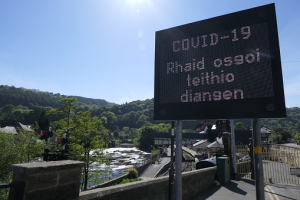 COVID-19
Rhaid osgoi
teithio
diangen